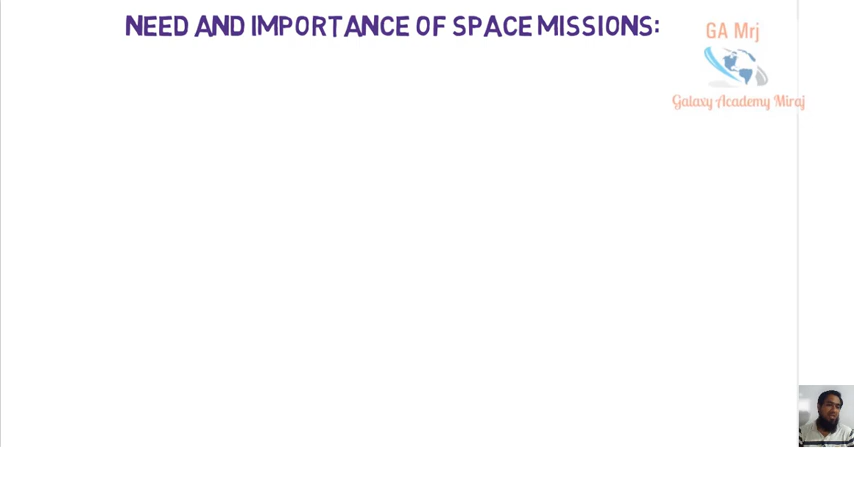 NEED AND IMPORTANCE OF SPACE MISSIONS:
GA Mrj
Galaxy Academy Miraj